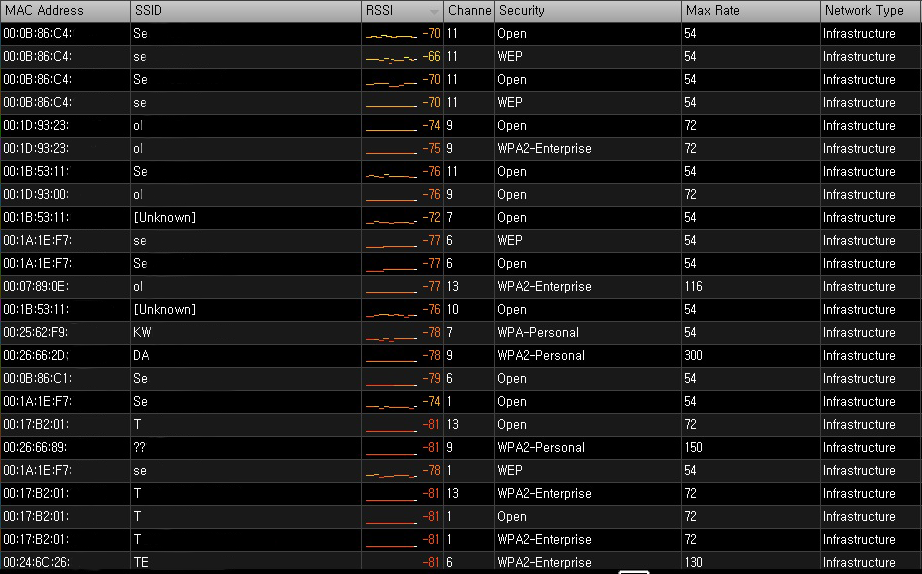 MAC Address SSID RSSI Channe Security Max Rate Network Type
00:0B:86:C4: Se -70 11 Open 54 Infrastructure
00:0B:86:C4: se -66 11 WEP 54 Infrastructure
00:0B:86:C4: Se -70 11 Open 54 Infrastructure
00:0B:86:C4: se -70 11 WEP 54 Infrastructure
00:1D:93:23: ol -74 9 Open 72 Infrastructure
00:1D:93:23: ol -75 9 WPA2-Enterprise 72 Infrastructure
00:1B:53:11: Se -76 11 Open 54 Infrastructure
00:1D:93:00: ol -76 9 Open 72 Infrastructure
00:1B:53:11: [Unknown] -72 7 Open 54 Infrastructure
00:1A:1E:F7: se -77 6 WEP 54 Infrastructure
00:1A:1E:F7: Se -77 6 Open 54 Infrastructure
00:07:89:0E: ol -77 13 WPA2-Enterprise 116 Infrastructure
00:1B:53:11: [Unknown] -76 10 Open 54 Infrastructure
00:25:62:F9: KW -78 7 WPA-Personal 54 Infrastructure
00:26:66:2D: DA -78 9 WPA2-Personal 300 Infrastructure
00:0B:86:C1: Se -79 6 Open 54 Infrastructure
00:1A:1E:F7: Se -74 1 Open 54 Infrastructure
00:17:B2:01: T -81 13 Open 72 Infrastructure
00:26:66:89: ?? -81 9 WPA2-Personal 150 Infrastructure
00:1A:1E:F7: se -78 1 WEP 54 Infrastructure
00:17:B2:01: T -81 13 WPA2-Enterprise 72 Infrastructure
00:17:B2:01: T -81 1 Open 72 Infrastructure
00:17:B2:01: T -81 1 WPA2-Enterprise 72 Infrastructure
00:24:6C:26: TE -81 6 WPA2-Enterprise 130 Infrastructure